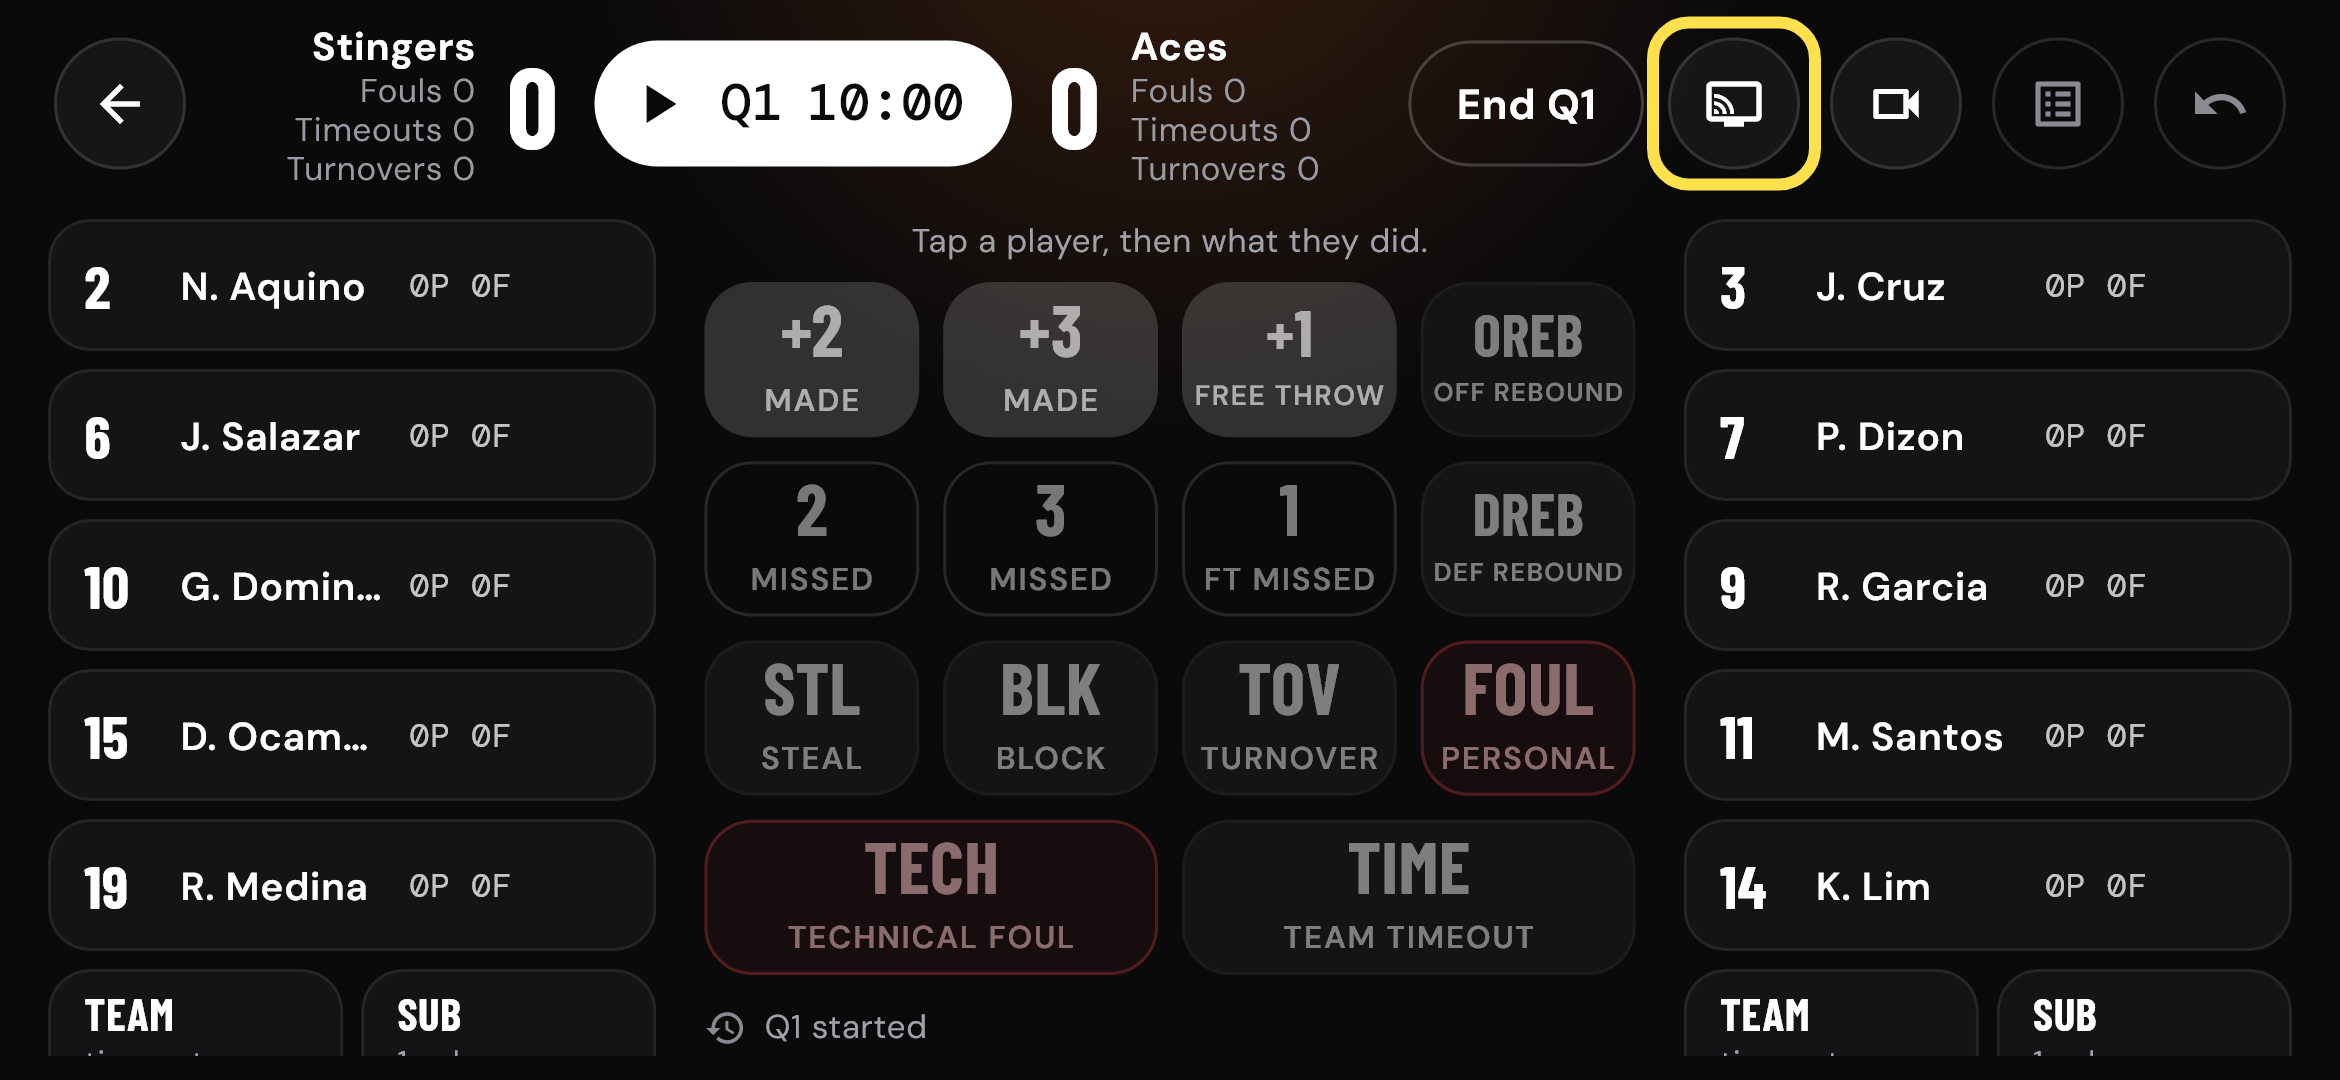 Stingers
Fouls 0
Timeouts 0
Turnovers 0
0
Q1 10:00
0
Aces
Fouls 0
Timeouts 0
Turnovers 0
End Q1
2 N. Aquino 0P 0F
6 J. Salazar 0P 0F
10 G. Domin... 0P 0F
15 D. Ocam... 0P 0F
19 R. Medina 0P 0F
TEAM
SUB
Tap a player, then what they did.
+2
MADE
+3
MADE
+1
FREE THROW
OREB
OFF REBOUND
2
MISSED
3
MISSED
1
FT MISSED
DREB
DEF REBOUND
STL
STEAL
BLK
BLOCK
TOV
TURNOVER
FOUL
PERSONAL
TECH
TECHNICAL FOUL
TIME
TEAM TIMEOUT
Q1 started
3 J. Cruz 0P 0F
7 P. Dizon 0P 0F
9 R. Garcia 0P 0F
11 M. Santos 0P 0F
14 K. Lim 0P 0F
TEAM
SUB